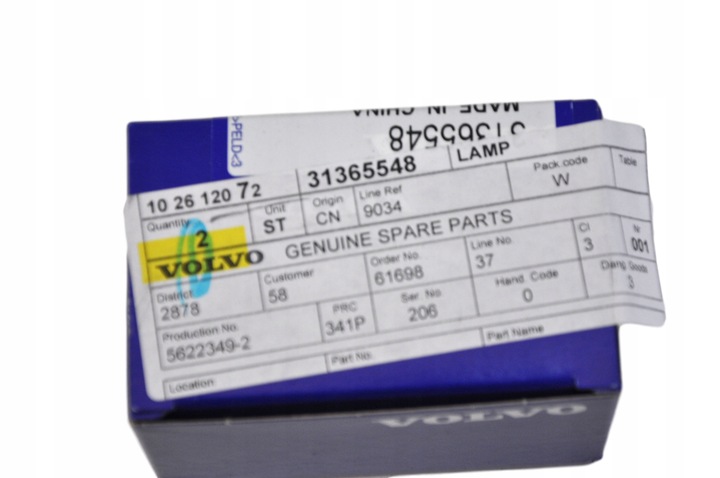 >PELD<3
MADE IN CHINA
31365548
10 26 120 72 31365548 LAMP
Quantity Unit Origin Line Ref Pack.code Table
2 ST CN 9034 W
VOLVO GENUINE SPARE PARTS
District Customer Order No. Line No. Cl Nr
2878 58 61698 37 3 001
Production No. PRC Ser. No. Hand. Code Dang. Goods
5622349-2 341P 206 0 3
Location Part No. Part Name
VOLVO